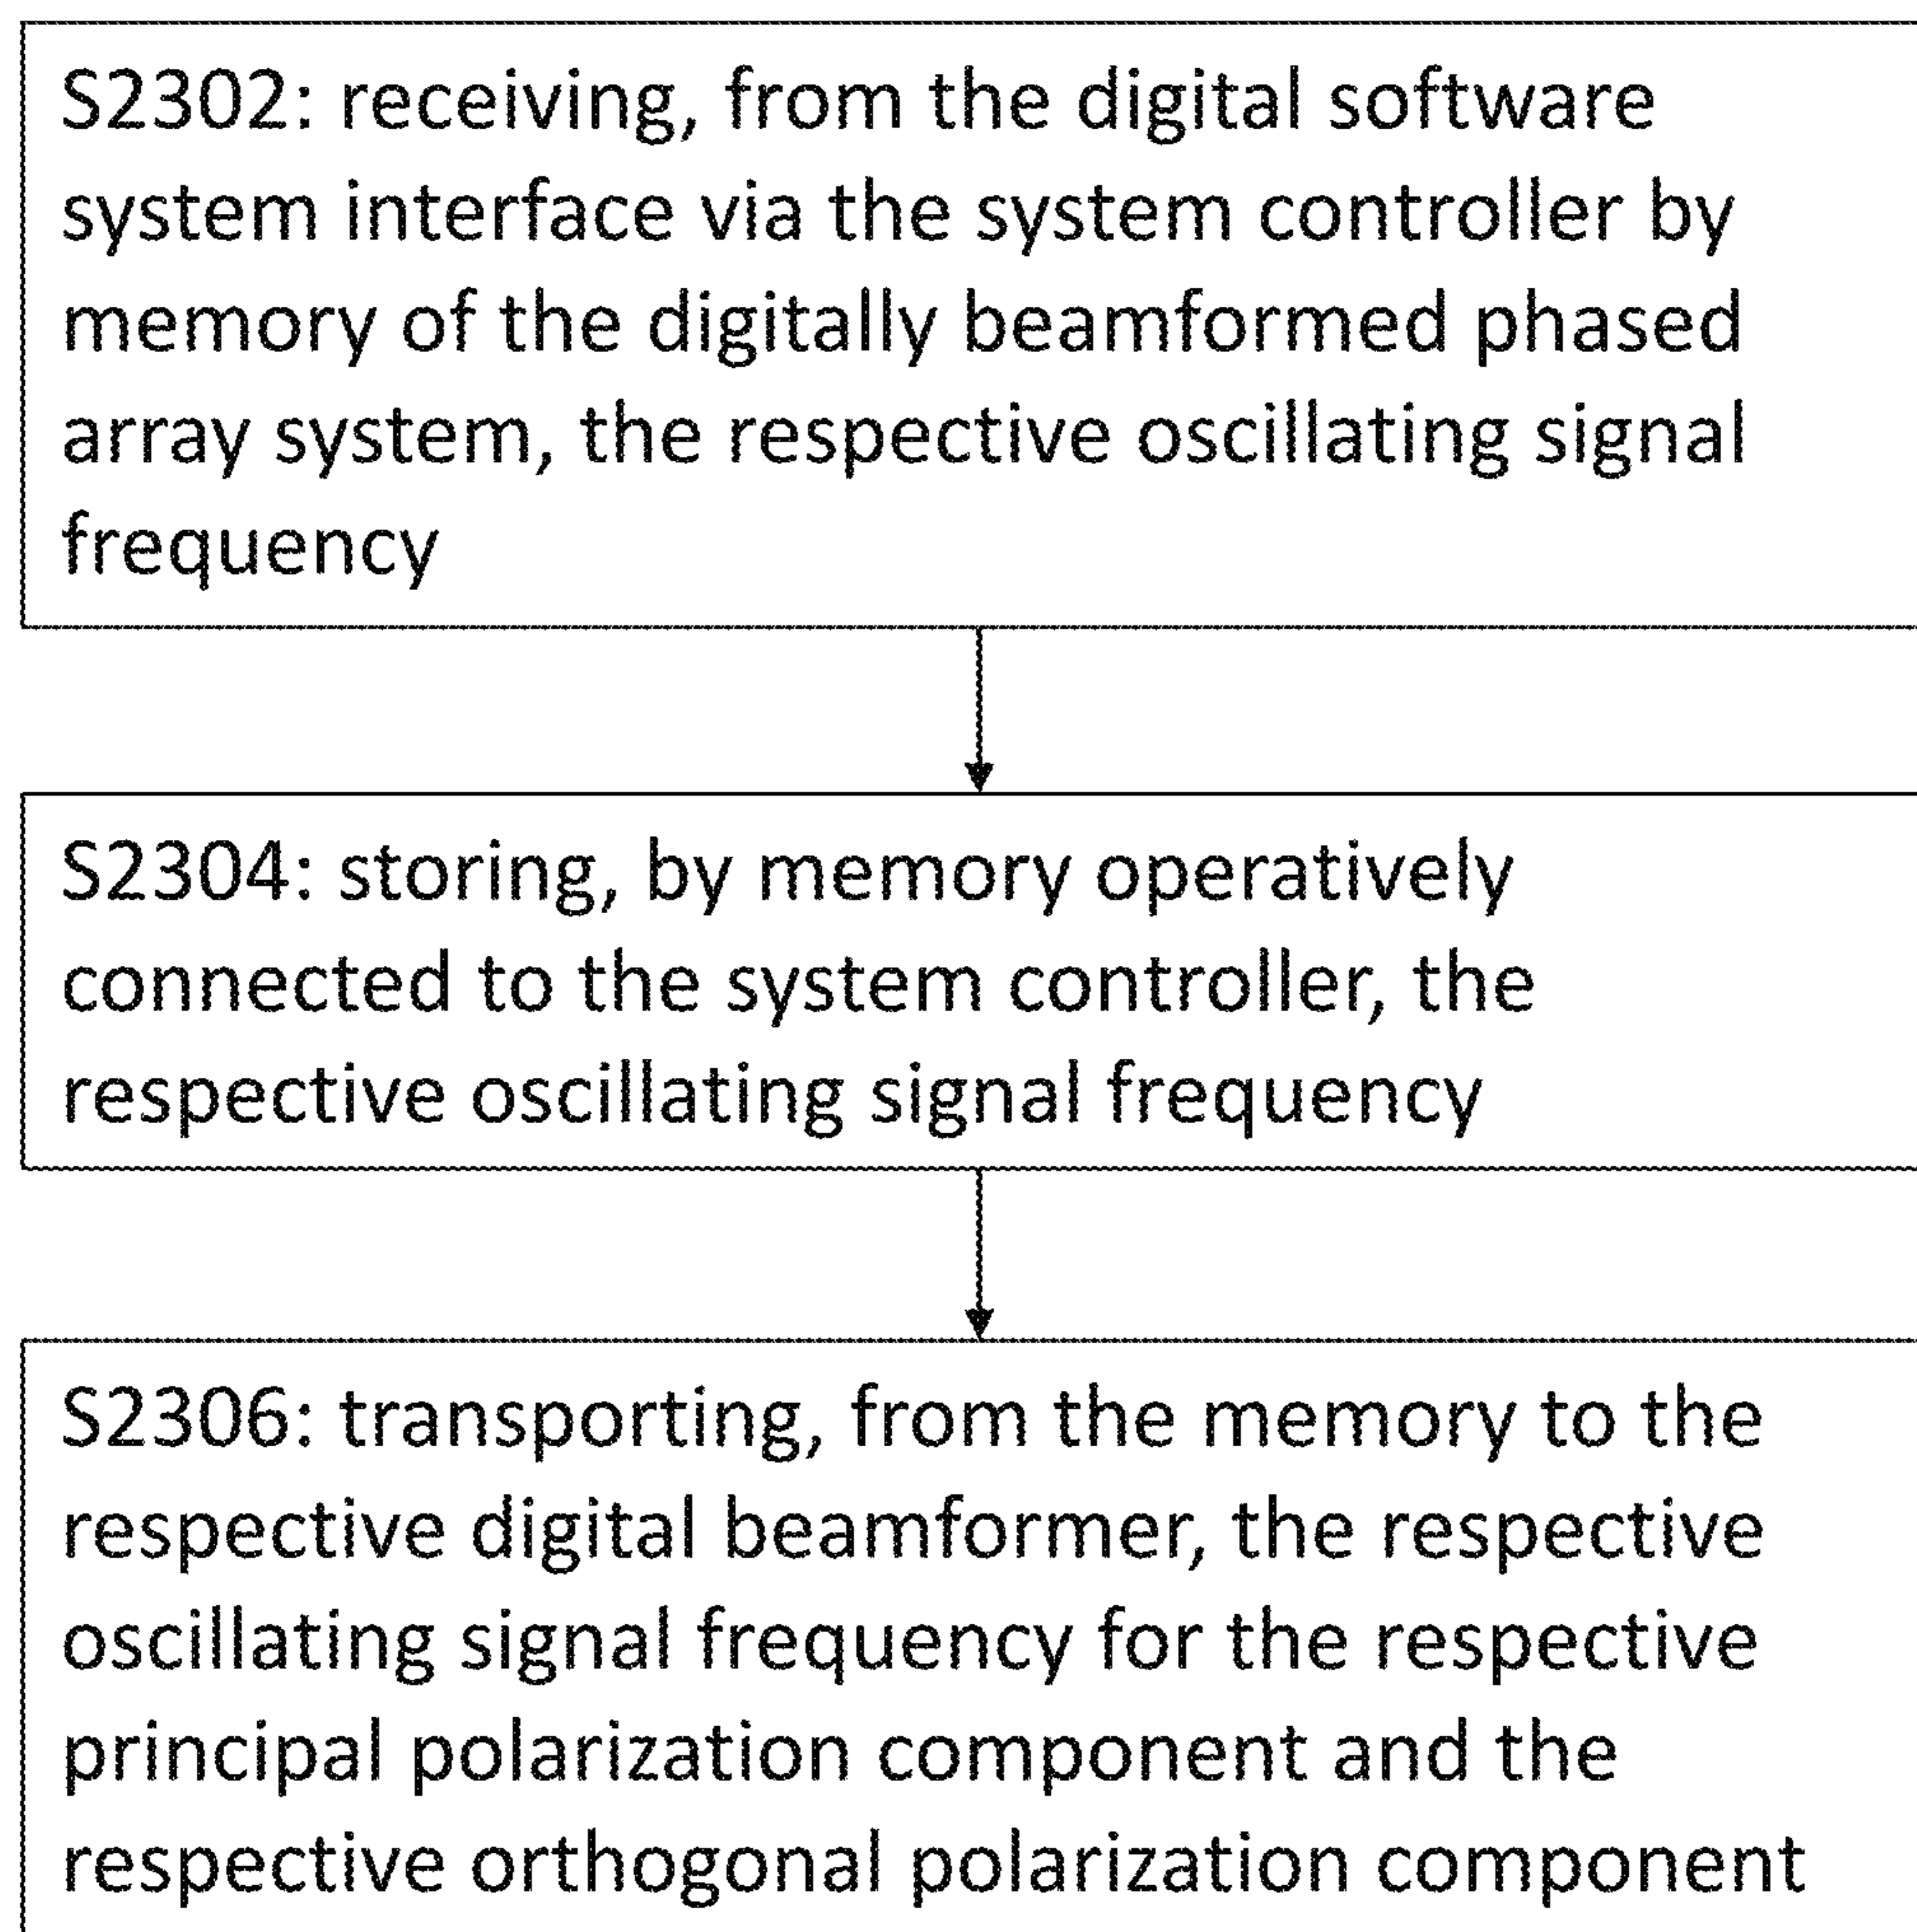 S2302: receiving, from the digital software
system interface via the system controller by
memory of the digitally beamformed phased
array system, the respective oscillating signal
frequency
S2304: storing, by memory operatively
connected to the system controller, the
respective oscillating signal frequency
S2306: transporting, from the memory to the
respective digital beamformer, the respective
oscillating signal frequency for the respective
principal polarization component and the
respective orthogonal polarization component